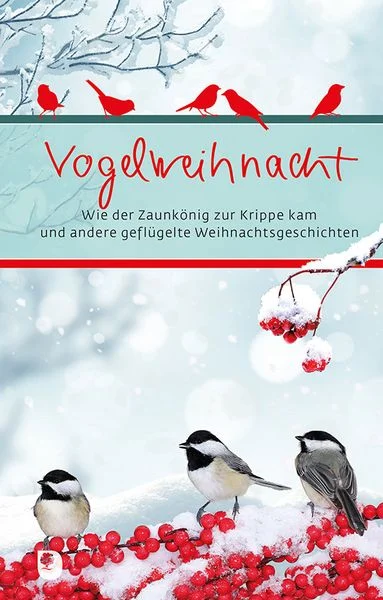 Vogelweihnacht
Wie der Zaunkönig zur Krippe kam
und andere geflügelte Weihnachtsgeschichten